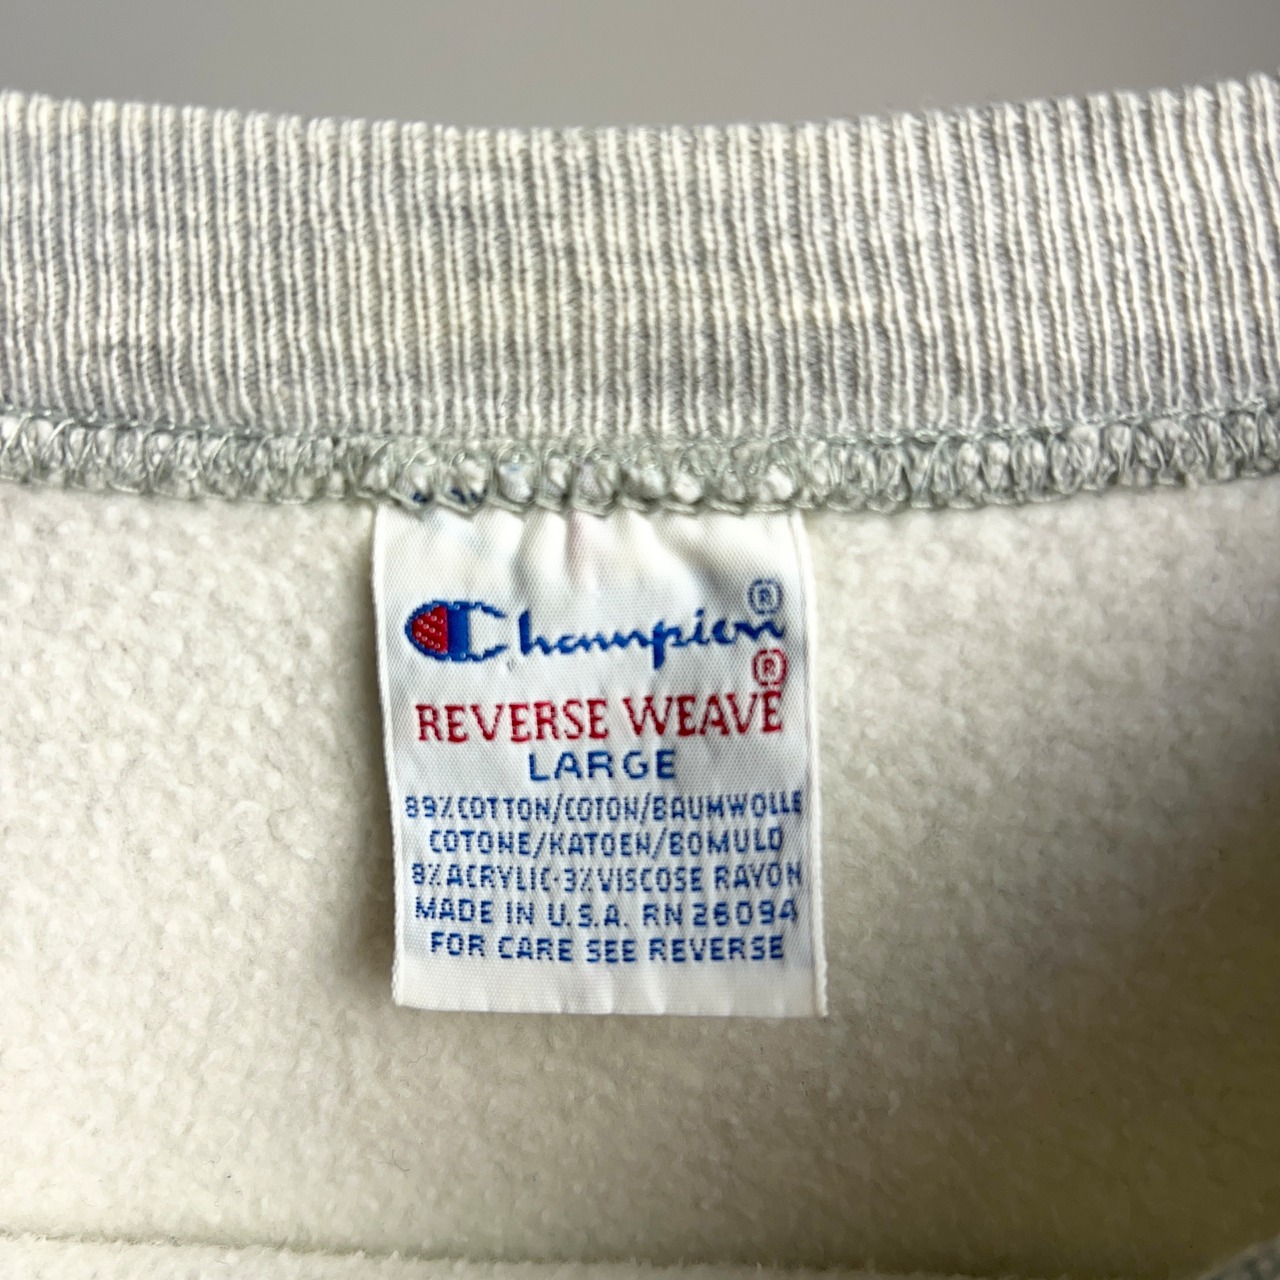 Champion®
REVERSE WEAVE®
LARGE
89% COTTON/COTON/BAUMWOLLE
COTONE/KATOEN/BOMULD
8% ACRYLIC·3% VISCOSE RAYON
MADE IN U.S.A. RN 26094
FOR CARE SEE REVERSE